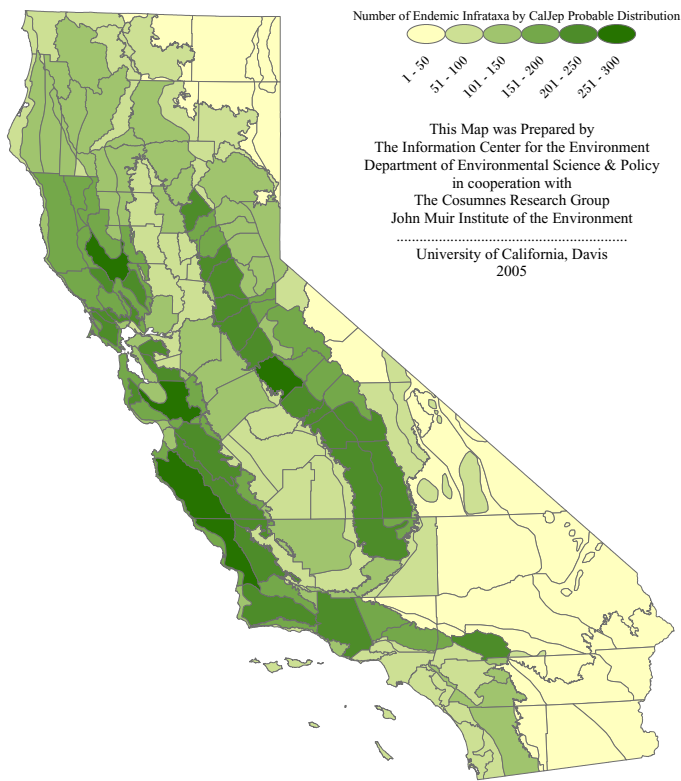 Number of Endemic Infrataxa by CalJep Probable Distribution
1 - 50
51 - 100
101 - 150
151 - 200
201 - 250
251 - 300
This Map was Prepared by
The Information Center for the Environment
Department of Environmental Science & Policy
in cooperation with
The Cosumnes Research Group
John Muir Institute of the Environment
......................................................
University of California, Davis
2005